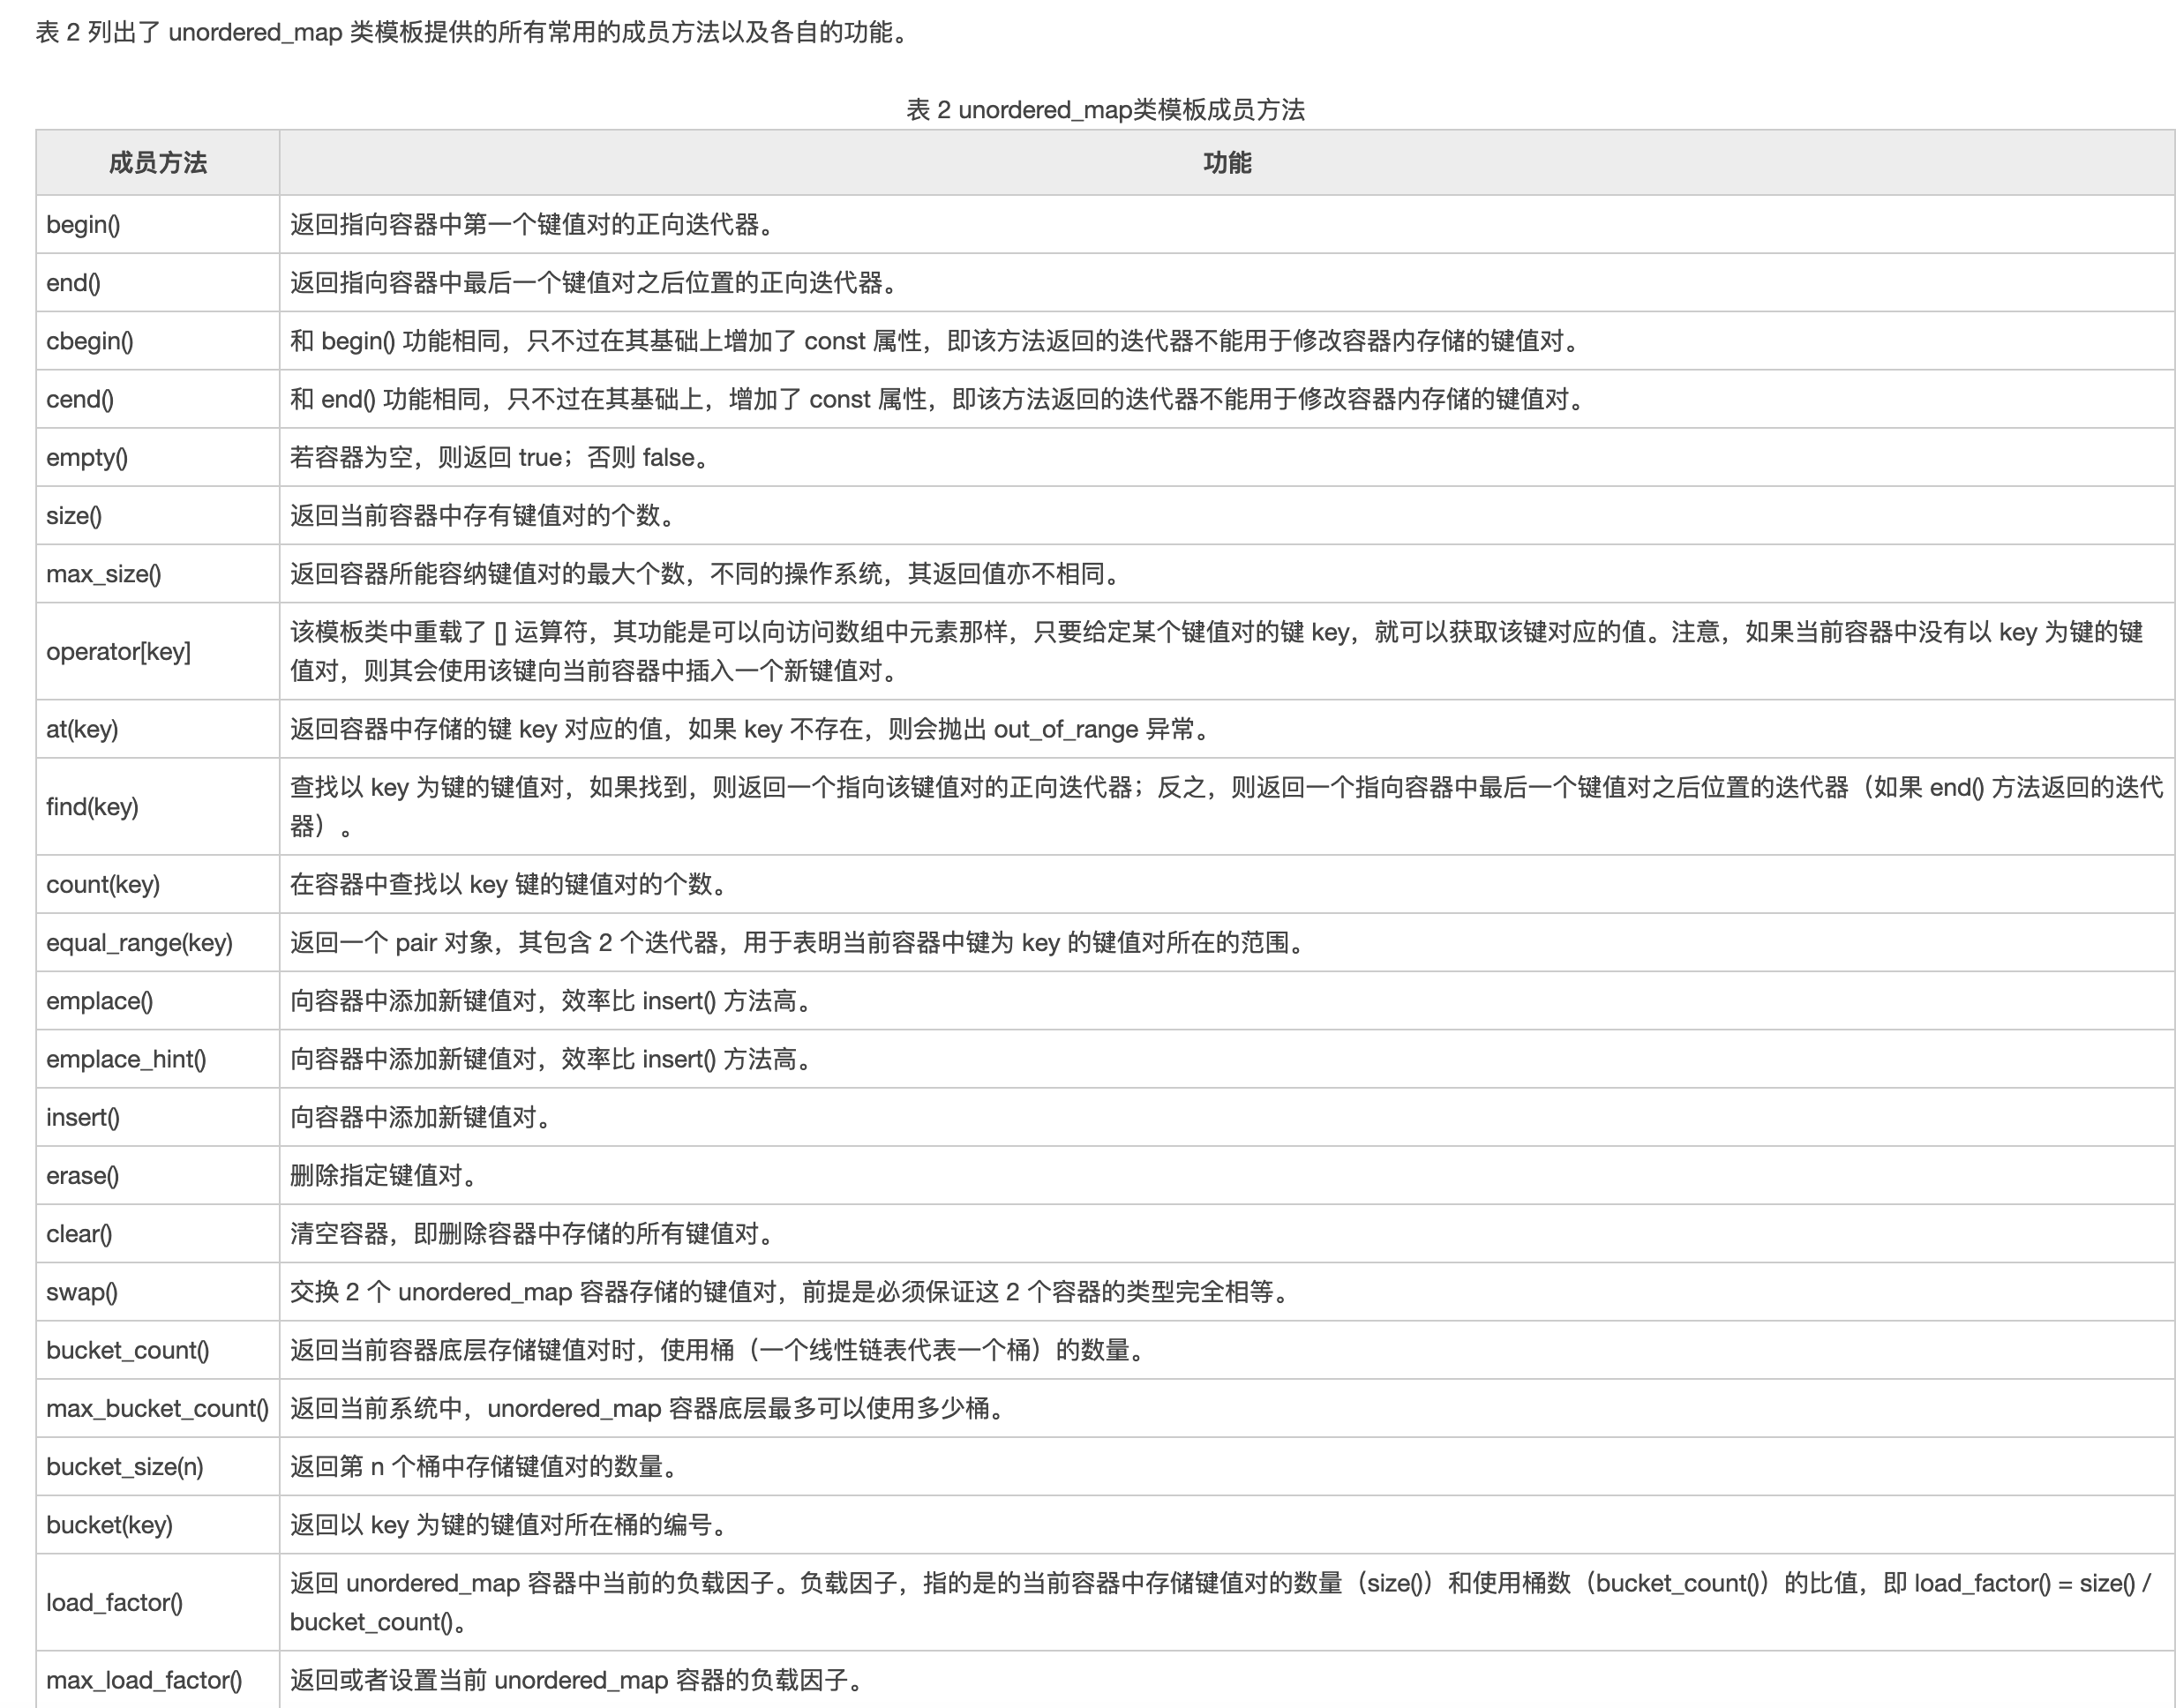 表 2 列出了 unordered_map 类模板提供的所有常用的成员方法以及各自的功能。
表 2 unordered_map类模板成员方法
成员方法 功能
begin() 返回指向容器中第一个键值对的正向迭代器。
end() 返回指向容器中最后一个键值对之后位置的正向迭代器。
cbegin() 和 begin() 功能相同，只不过在其基础上增加了 const 属性，即该方法返回的迭代器不能用于修改容器内存储的键值对。
cend() 和 end() 功能相同，只不过在其基础上，增加了 const 属性，即该方法返回的迭代器不能用于修改容器内存储的键值对。
empty() 若容器为空，则返回 true；否则 false。
size() 返回当前容器中存有键值对的个数。
max_size() 返回容器所能容纳键值对的最大个数，不同的操作系统，其返回值亦不相同。
operator[key] 该模板类中重载了 [] 运算符，其功能是可以向访问数组中元素那样，只要给定某个键值对的键 key，就可以获取该键对应的值。注意，如果当前容器中没有以 key 为键的键
值对，则其会使用该键向当前容器中插入一个新键值对。
at(key) 返回容器中存储的键 key 对应的值，如果 key 不存在，则会抛出 out_of_range 异常。
find(key) 查找以 key 为键的键值对，如果找到，则返回一个指向该键值对的正向迭代器；反之，则返回一个指向容器中最后一个键值对之后位置的迭代器（如果 end() 方法返回的迭代
器）。
count(key) 在容器中查找以 key 键的键值对的个数。
equal_range(key) 返回一个 pair 对象，其包含 2 个迭代器，用于表明当前容器中键为 key 的键值对所在的范围。
emplace() 向容器中添加新键值对，效率比 insert() 方法高。
emplace_hint() 向容器中添加新键值对，效率比 insert() 方法高。
insert() 向容器中添加新键值对。
erase() 删除指定键值对。
clear() 清空容器，即删除容器中存储的所有键值对。
swap() 交换 2 个 unordered_map 容器存储的键值对，前提是必须保证这 2 个容器的类型完全相等。
bucket_count() 返回当前容器底层存储键值对时，使用桶（一个线性链表代表一个桶）的数量。
max_bucket_count() 返回当前系统中，unordered_map 容器底层最多可以使用多少桶。
bucket_size(n) 返回第 n 个桶中存储键值对的数量。
bucket(key) 返回以 key 为键的键值对所在桶的编号。
load_factor() 返回 unordered_map 容器中当前的负载因子。负载因子，指的是的当前容器中存储键值对的数量（size()）和使用桶数（bucket_count()）的比值，即 load_factor() = size() /
bucket_count()。
max_load_factor() 返回或者设置当前 unordered_map 容器的负载因子。